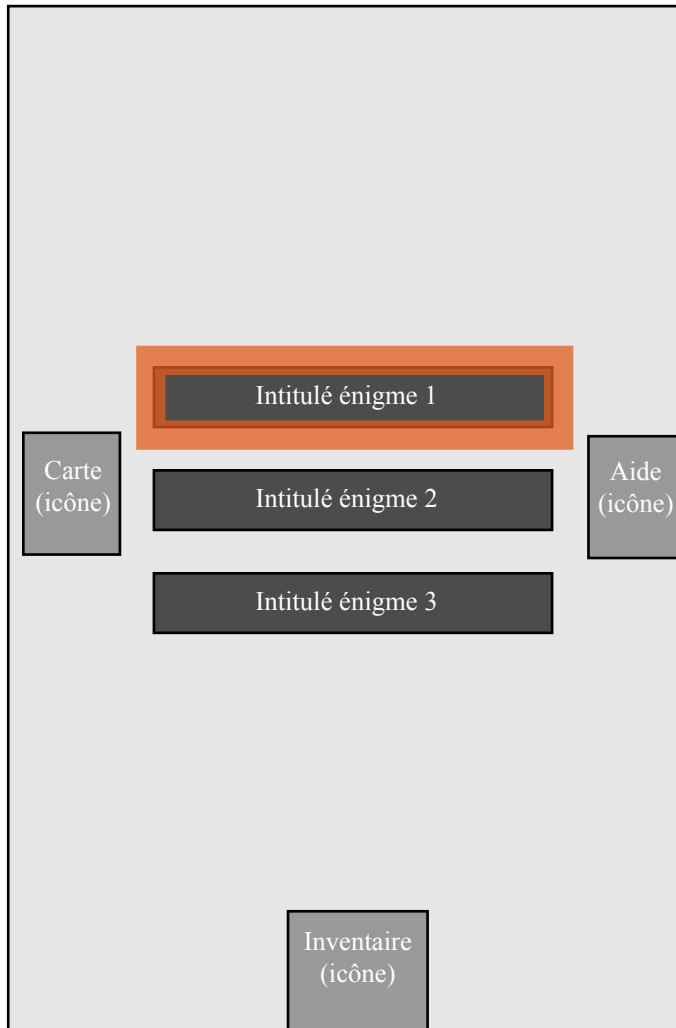 Intitulé énigme 1
Carte
(icône)
Intitulé énigme 2
Aide
(icône)
Intitulé énigme 3
Inventaire
(icône)